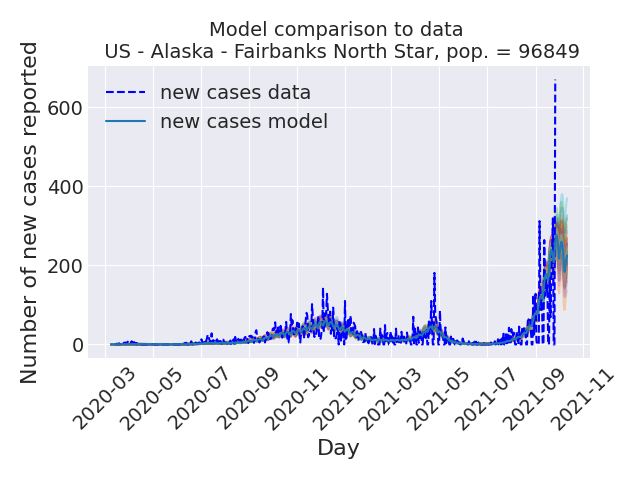 Model comparison to data
US - Alaska - Fairbanks North Star, pop. = 96849
Number of new cases reported
600
400
200
0
new cases data
new cases model
2020-03
2020-05
2020-07
2020-09
2020-11
2021-01
2021-03
2021-05
2021-07
2021-09
2021-11
Day